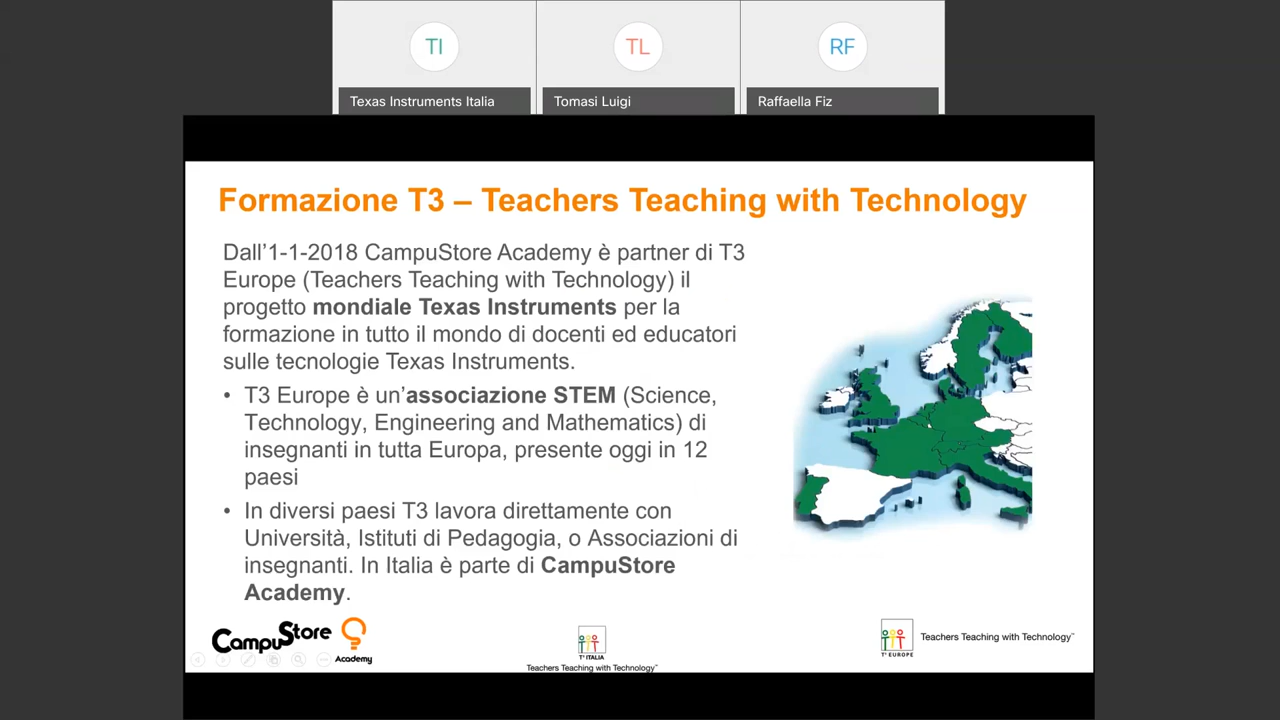 TI
TL
RF
Texas Instruments Italia
Tomasi Luigi
Raffaella Fiz
Formazione T3 – Teachers Teaching with Technology
Dall’1-1-2018 CampuStore Academy è partner di T3
Europe (Teachers Teaching with Technology) il
progetto mondiale Texas Instruments per la
formazione in tutto il mondo di docenti ed educatori
sulle tecnologie Texas Instruments.
• T3 Europe è un’associazione STEM (Science,
Technology, Engineering and Mathematics) di
insegnanti in tutta Europa, presente oggi in 12
paesi
• In diversi paesi T3 lavora direttamente con
Università, Istituti di Pedagogia, o Associazioni di
insegnanti. In Italia è parte di CampuStore
Academy.
CampuStore
Academy
T³ ITALIA
Teachers Teaching with Technology™
T³ EUROPE
Teachers Teaching with Technology™